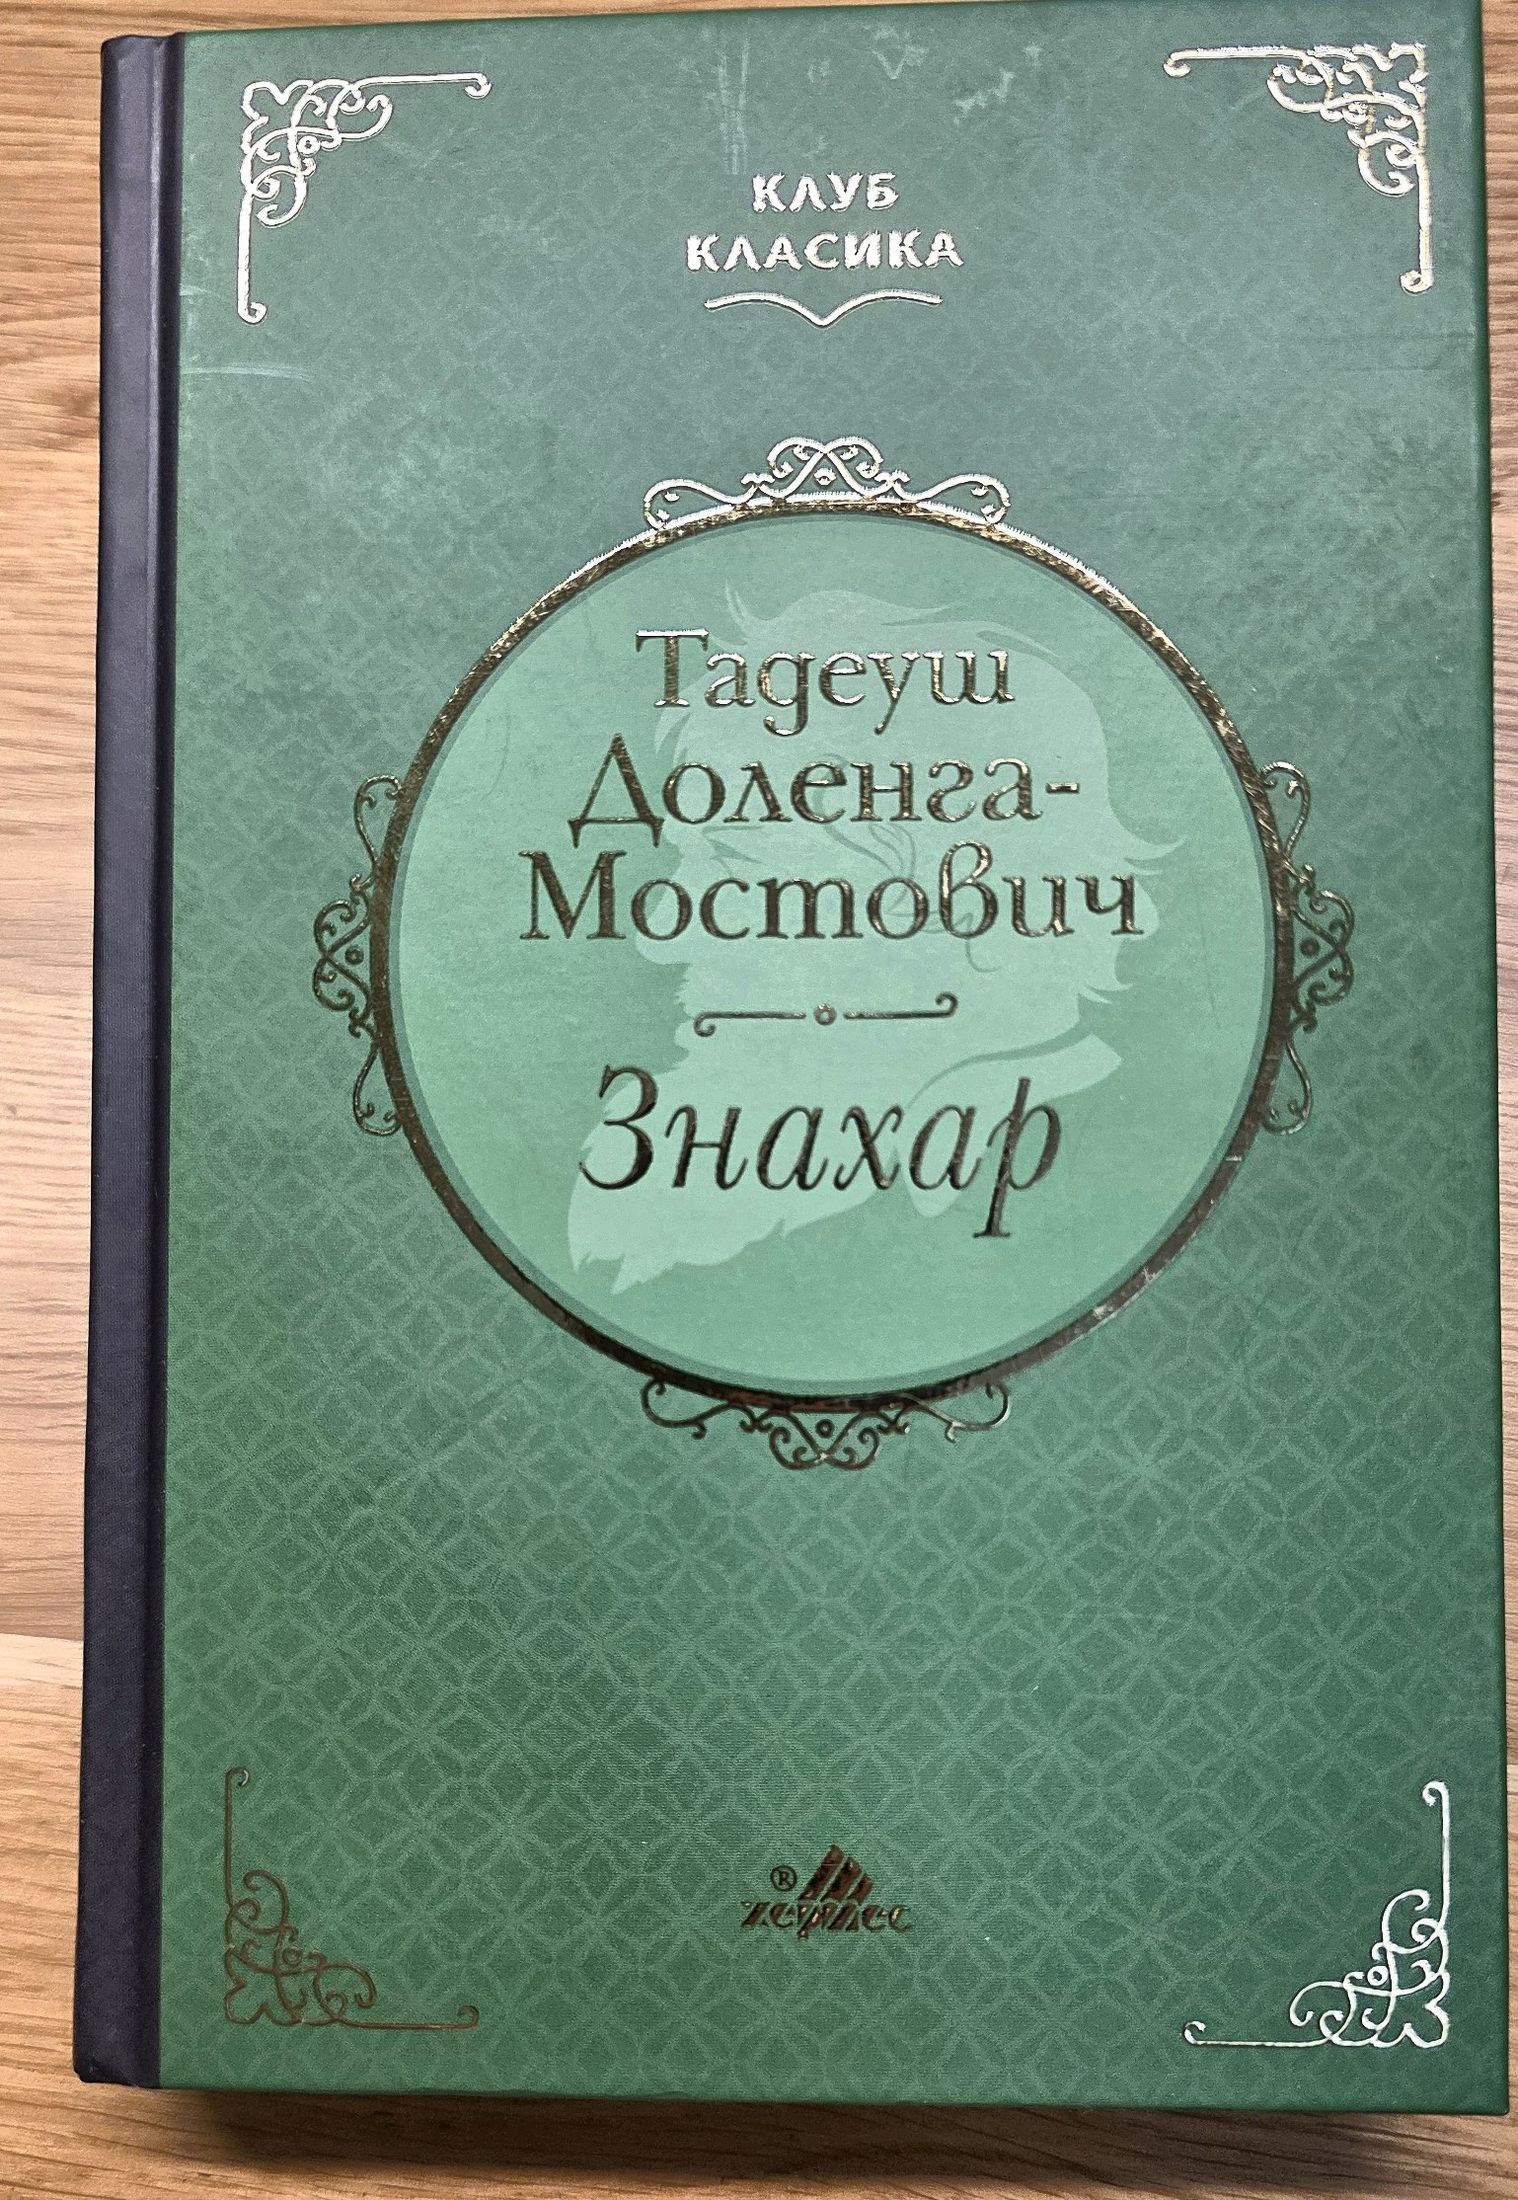 КЛУБ
КЛАСИКА
Тадеуш
Доленга-
Мостович
Знахар
®
хермес